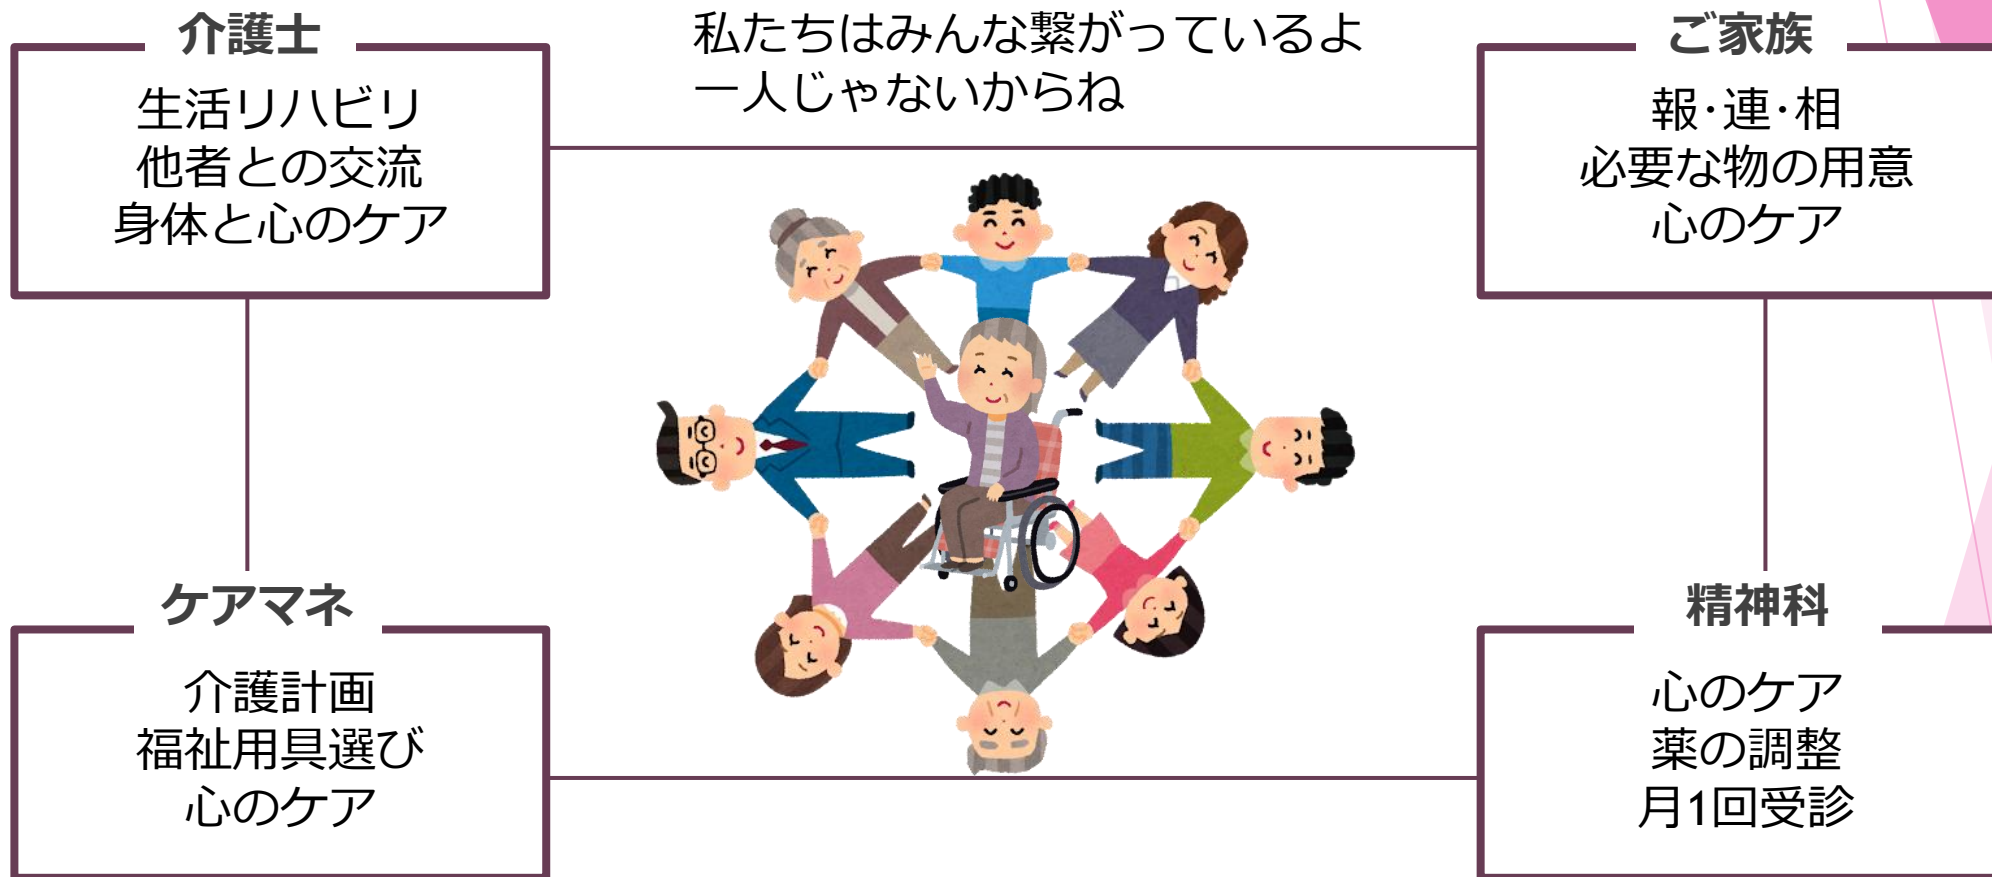 介護士
生活リハビリ
他者との交流
身体と心のケア
私たちはみんな繋がっているよ
一人じゃないからね
ご家族
報・連・相
必要な物の用意
心のケア
ケアマネ
介護計画
福祉用具選び
心のケア
精神科
心のケア
薬の調整
月1回受診